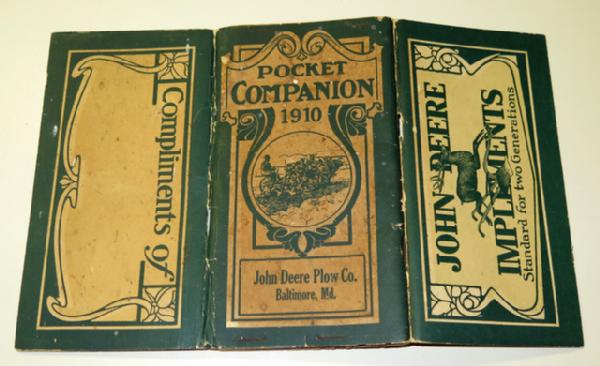 Compliments of
POCKET
COMPANION
1910
John Deere Plow Co.
Baltimore, Md.
JOHN DEERE
IMPLEMENTS
Standard for two Generations